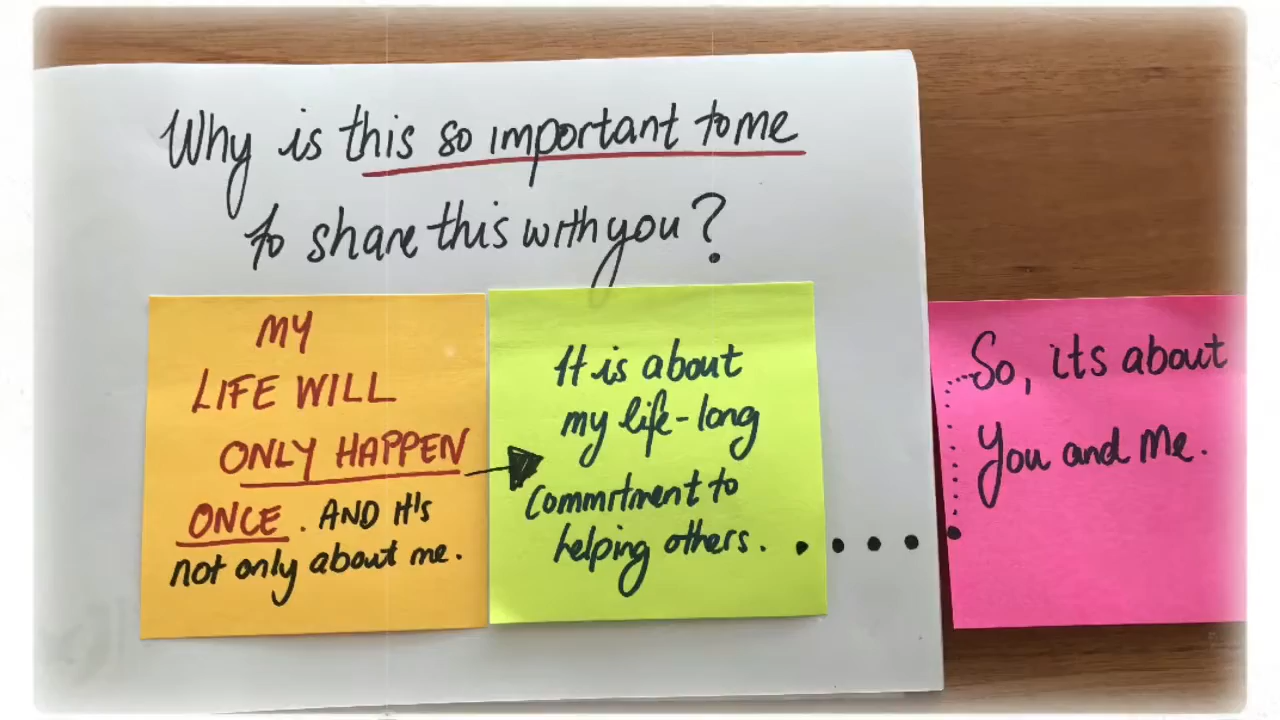 Why is this so important to me
to share this with you?
MY
LIFE WILL
ONLY HAPPEN
ONCE. AND It's
not only about me.
It is about
my life-long
Commitment to
helping others.
So, its about
You and Me.